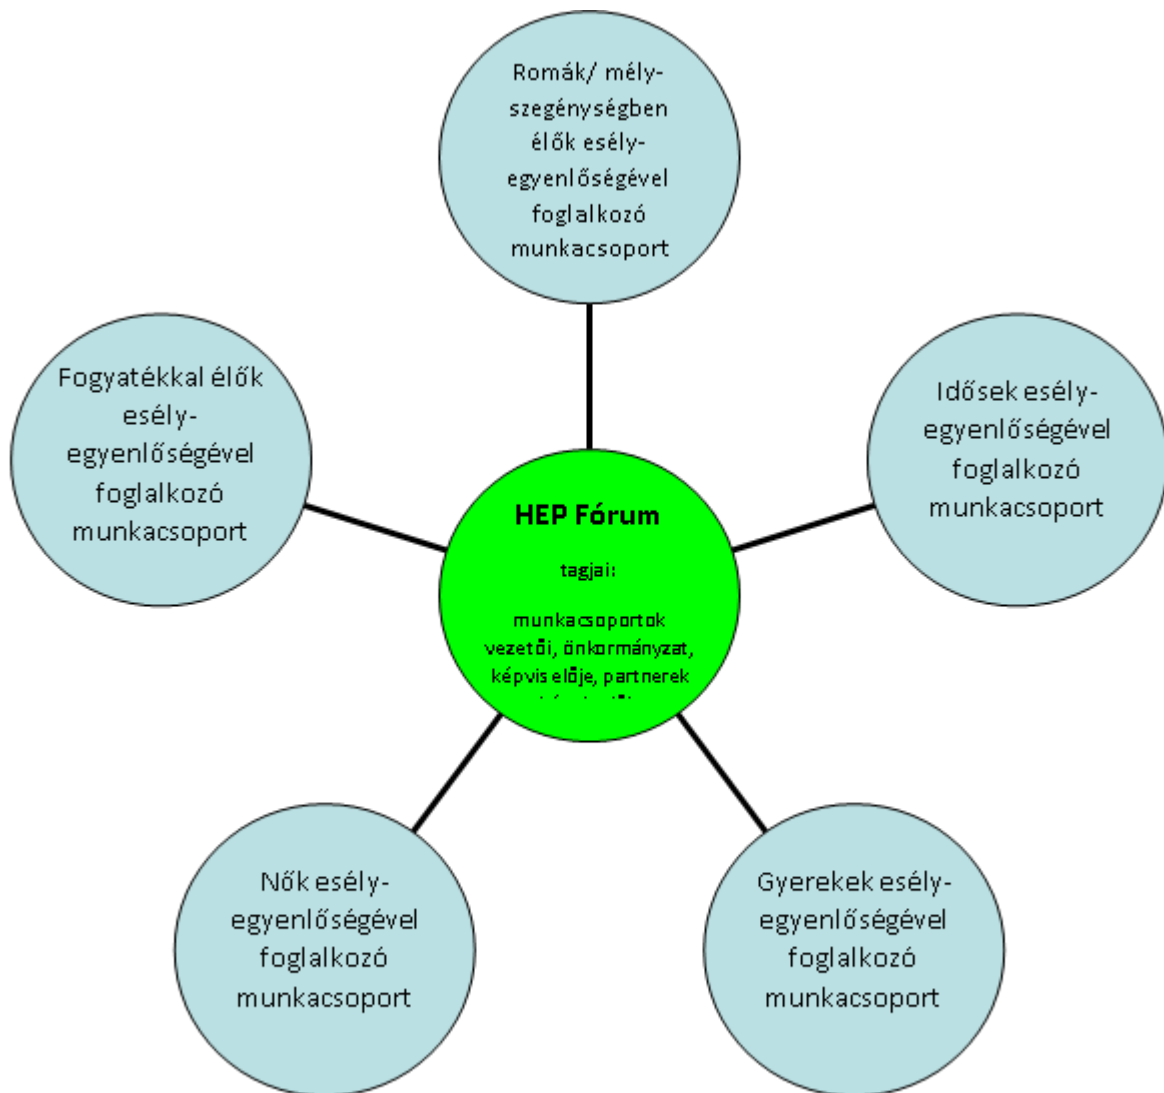 Romák/ mély-
szegénységben
élők esély-
egyenlőségével
foglalkozó
munkacsoport
Fogyatékkal élők
esély-
egyenlőségével
foglalkozó
munkacsoport
Idősek esély-
egyenlőségével
foglalkozó
munkacsoport
HEP Fórum
tagjai:
munkacsoportok
vezetői, önkormányzat,
képviselője, partnerek
Nők esély-
egyenlőségével
foglalkozó
munkacsoport
Gyerekek esély-
egyenlőségével
foglalkozó
munkacsoport